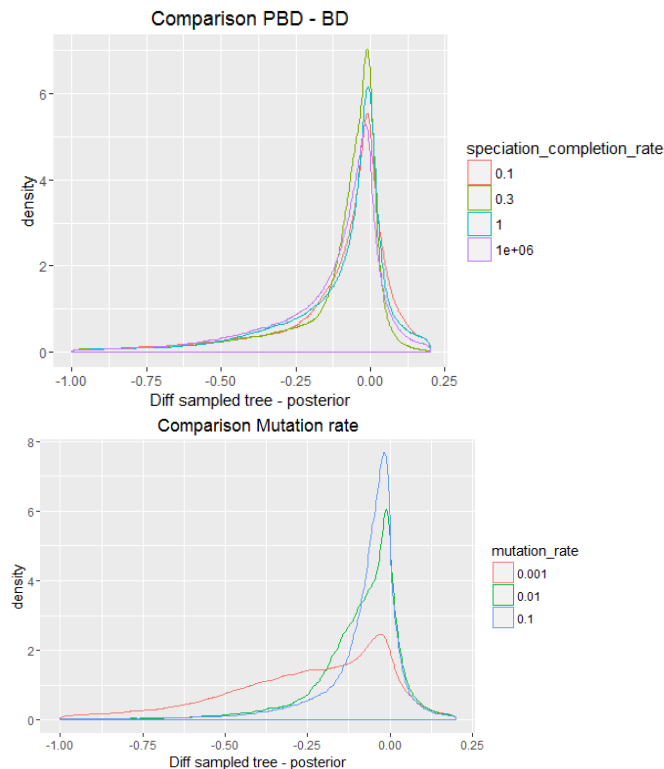 Comparison PBD - BD
6
4
2
0
density
-1.00 -0.75 -0.50 -0.25 0.00 0.25
Diff sampled tree - posterior
speciation_completion_rate
0.1
0.3
1
1e+06
Comparison Mutation rate
8
6
4
2
0
density
-1.00 -0.75 -0.50 -0.25 0.00 0.25
Diff sampled tree - posterior
mutation_rate
0.001
0.01
0.1